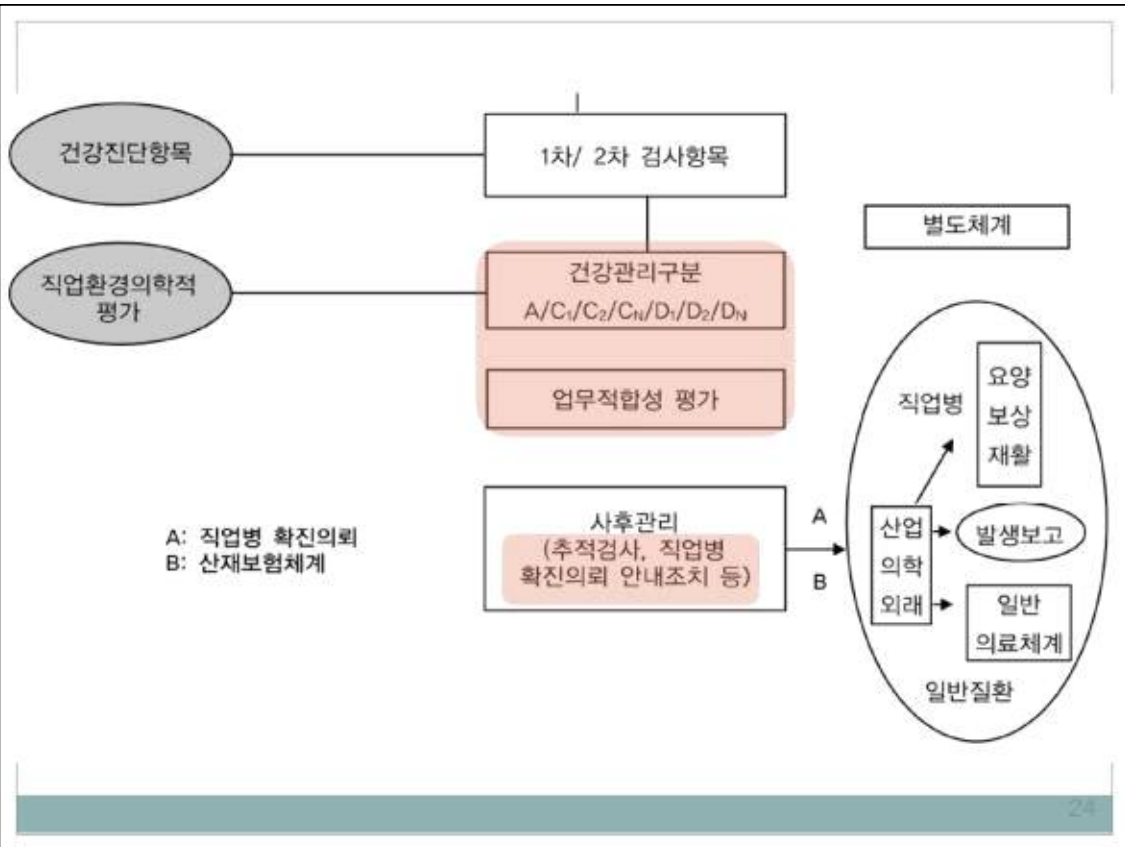 건강진단항목
1차/ 2차 검사항목
별도체계
직업환경의학적
평가
건강관리구분
A/C₁/C₂/C_N/D₁/D₂/D_N
업무적합성 평가
직업병
요양
보상
재활
A: 직업병 확진의뢰
B: 산재보험체계
사후관리
(추적검사, 직업병
확진의뢰 안내조치 등)
A
B
산업
의학
외래
발생보고
일반
의료체계
일반질환
24